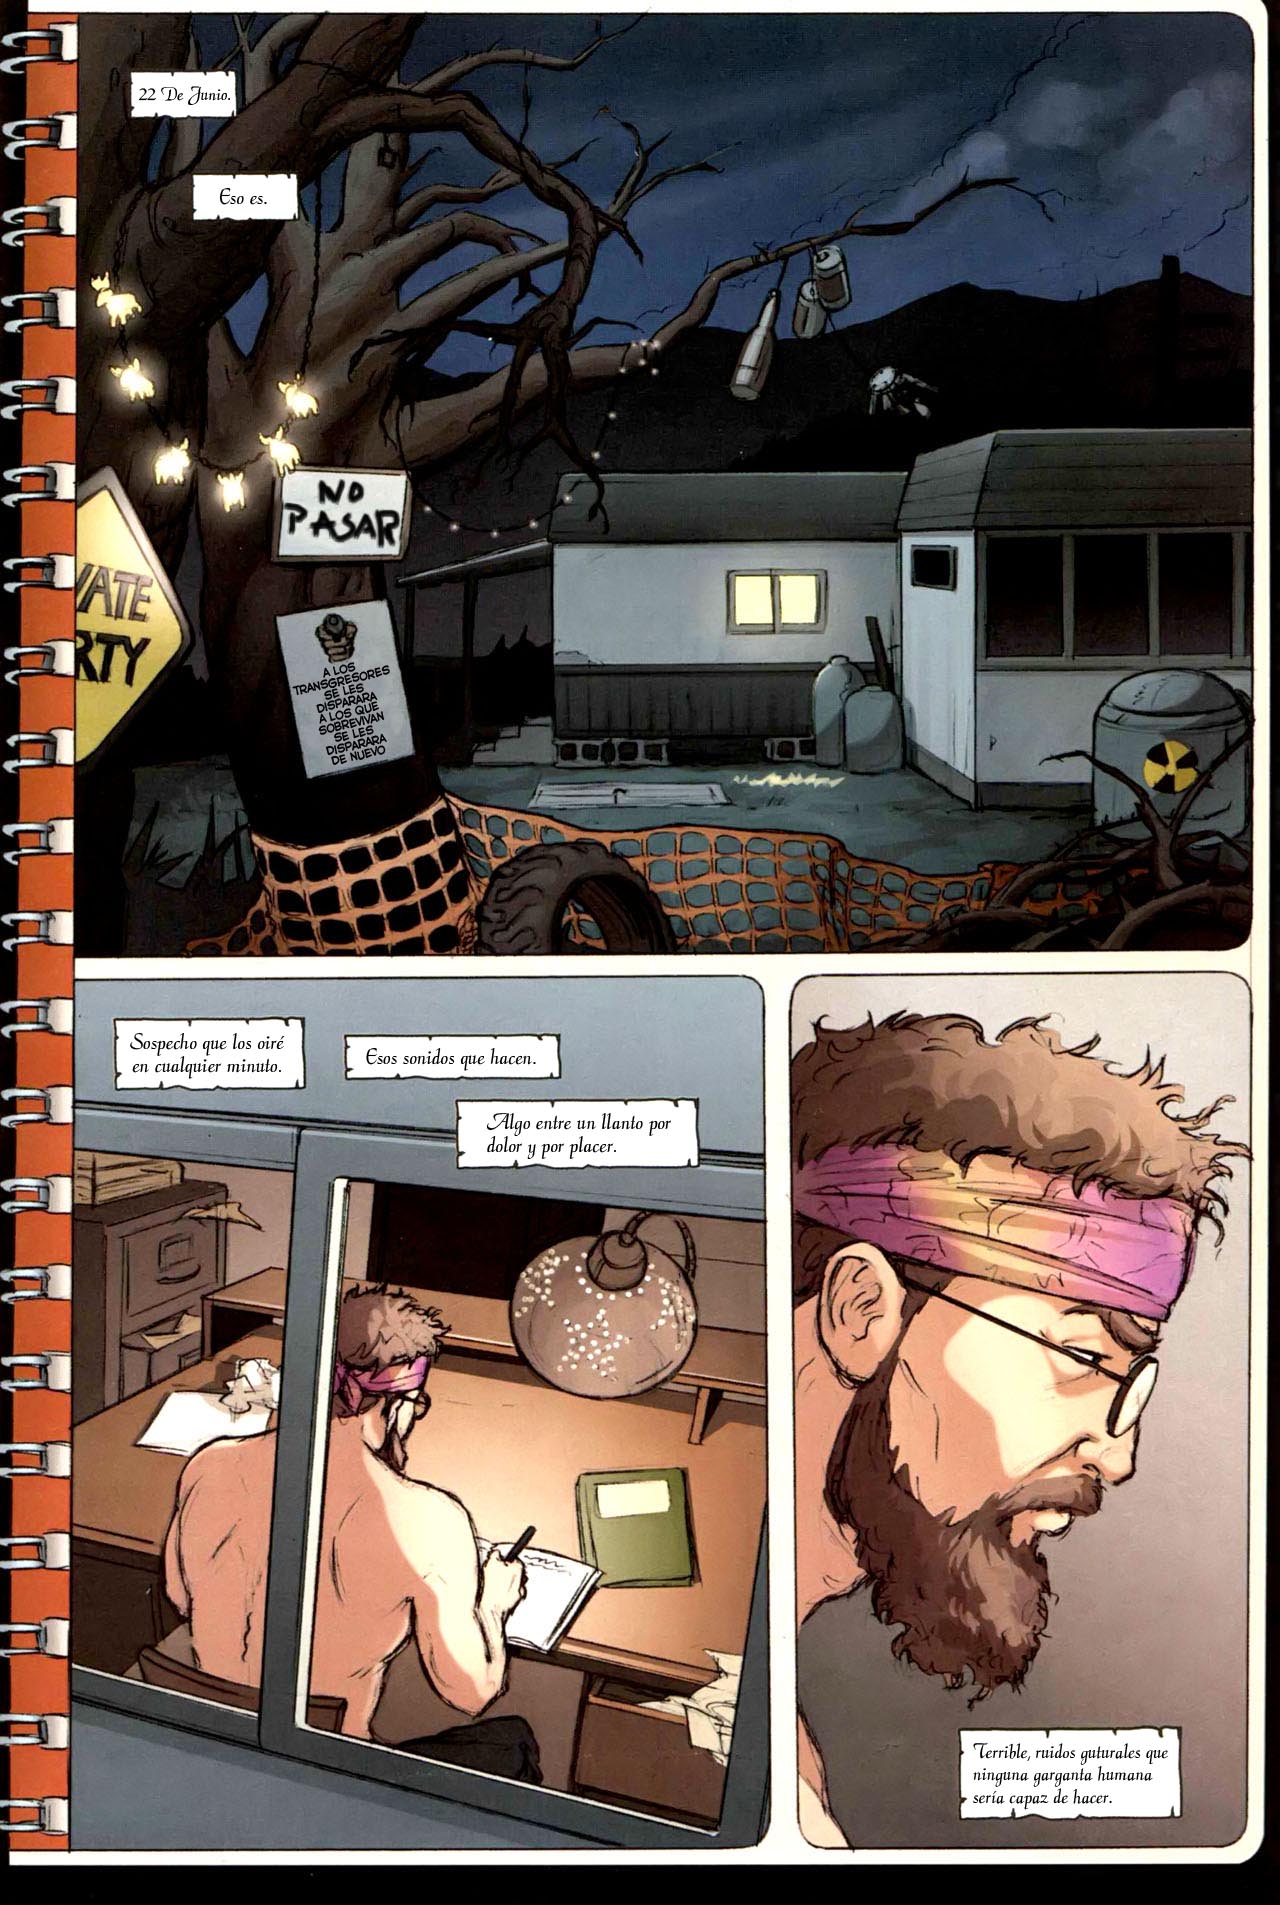 22 De Junio.
Eso es.
NO
PASAR
VATE
RTY
A LOS
TRANSGRESORES
SE LES
DISPARARA
A LOS QUE
SOBREVIVAN
SE LES
DISPARARA
DE NUEVO
Sospecho que los oiré
en cualquier minuto.
Esos sonidos que hacen.
Algo entre un llanto por
dolor y por placer.
Terrible, ruidos guturales que
ninguna garganta humana
sería capaz de hacer.